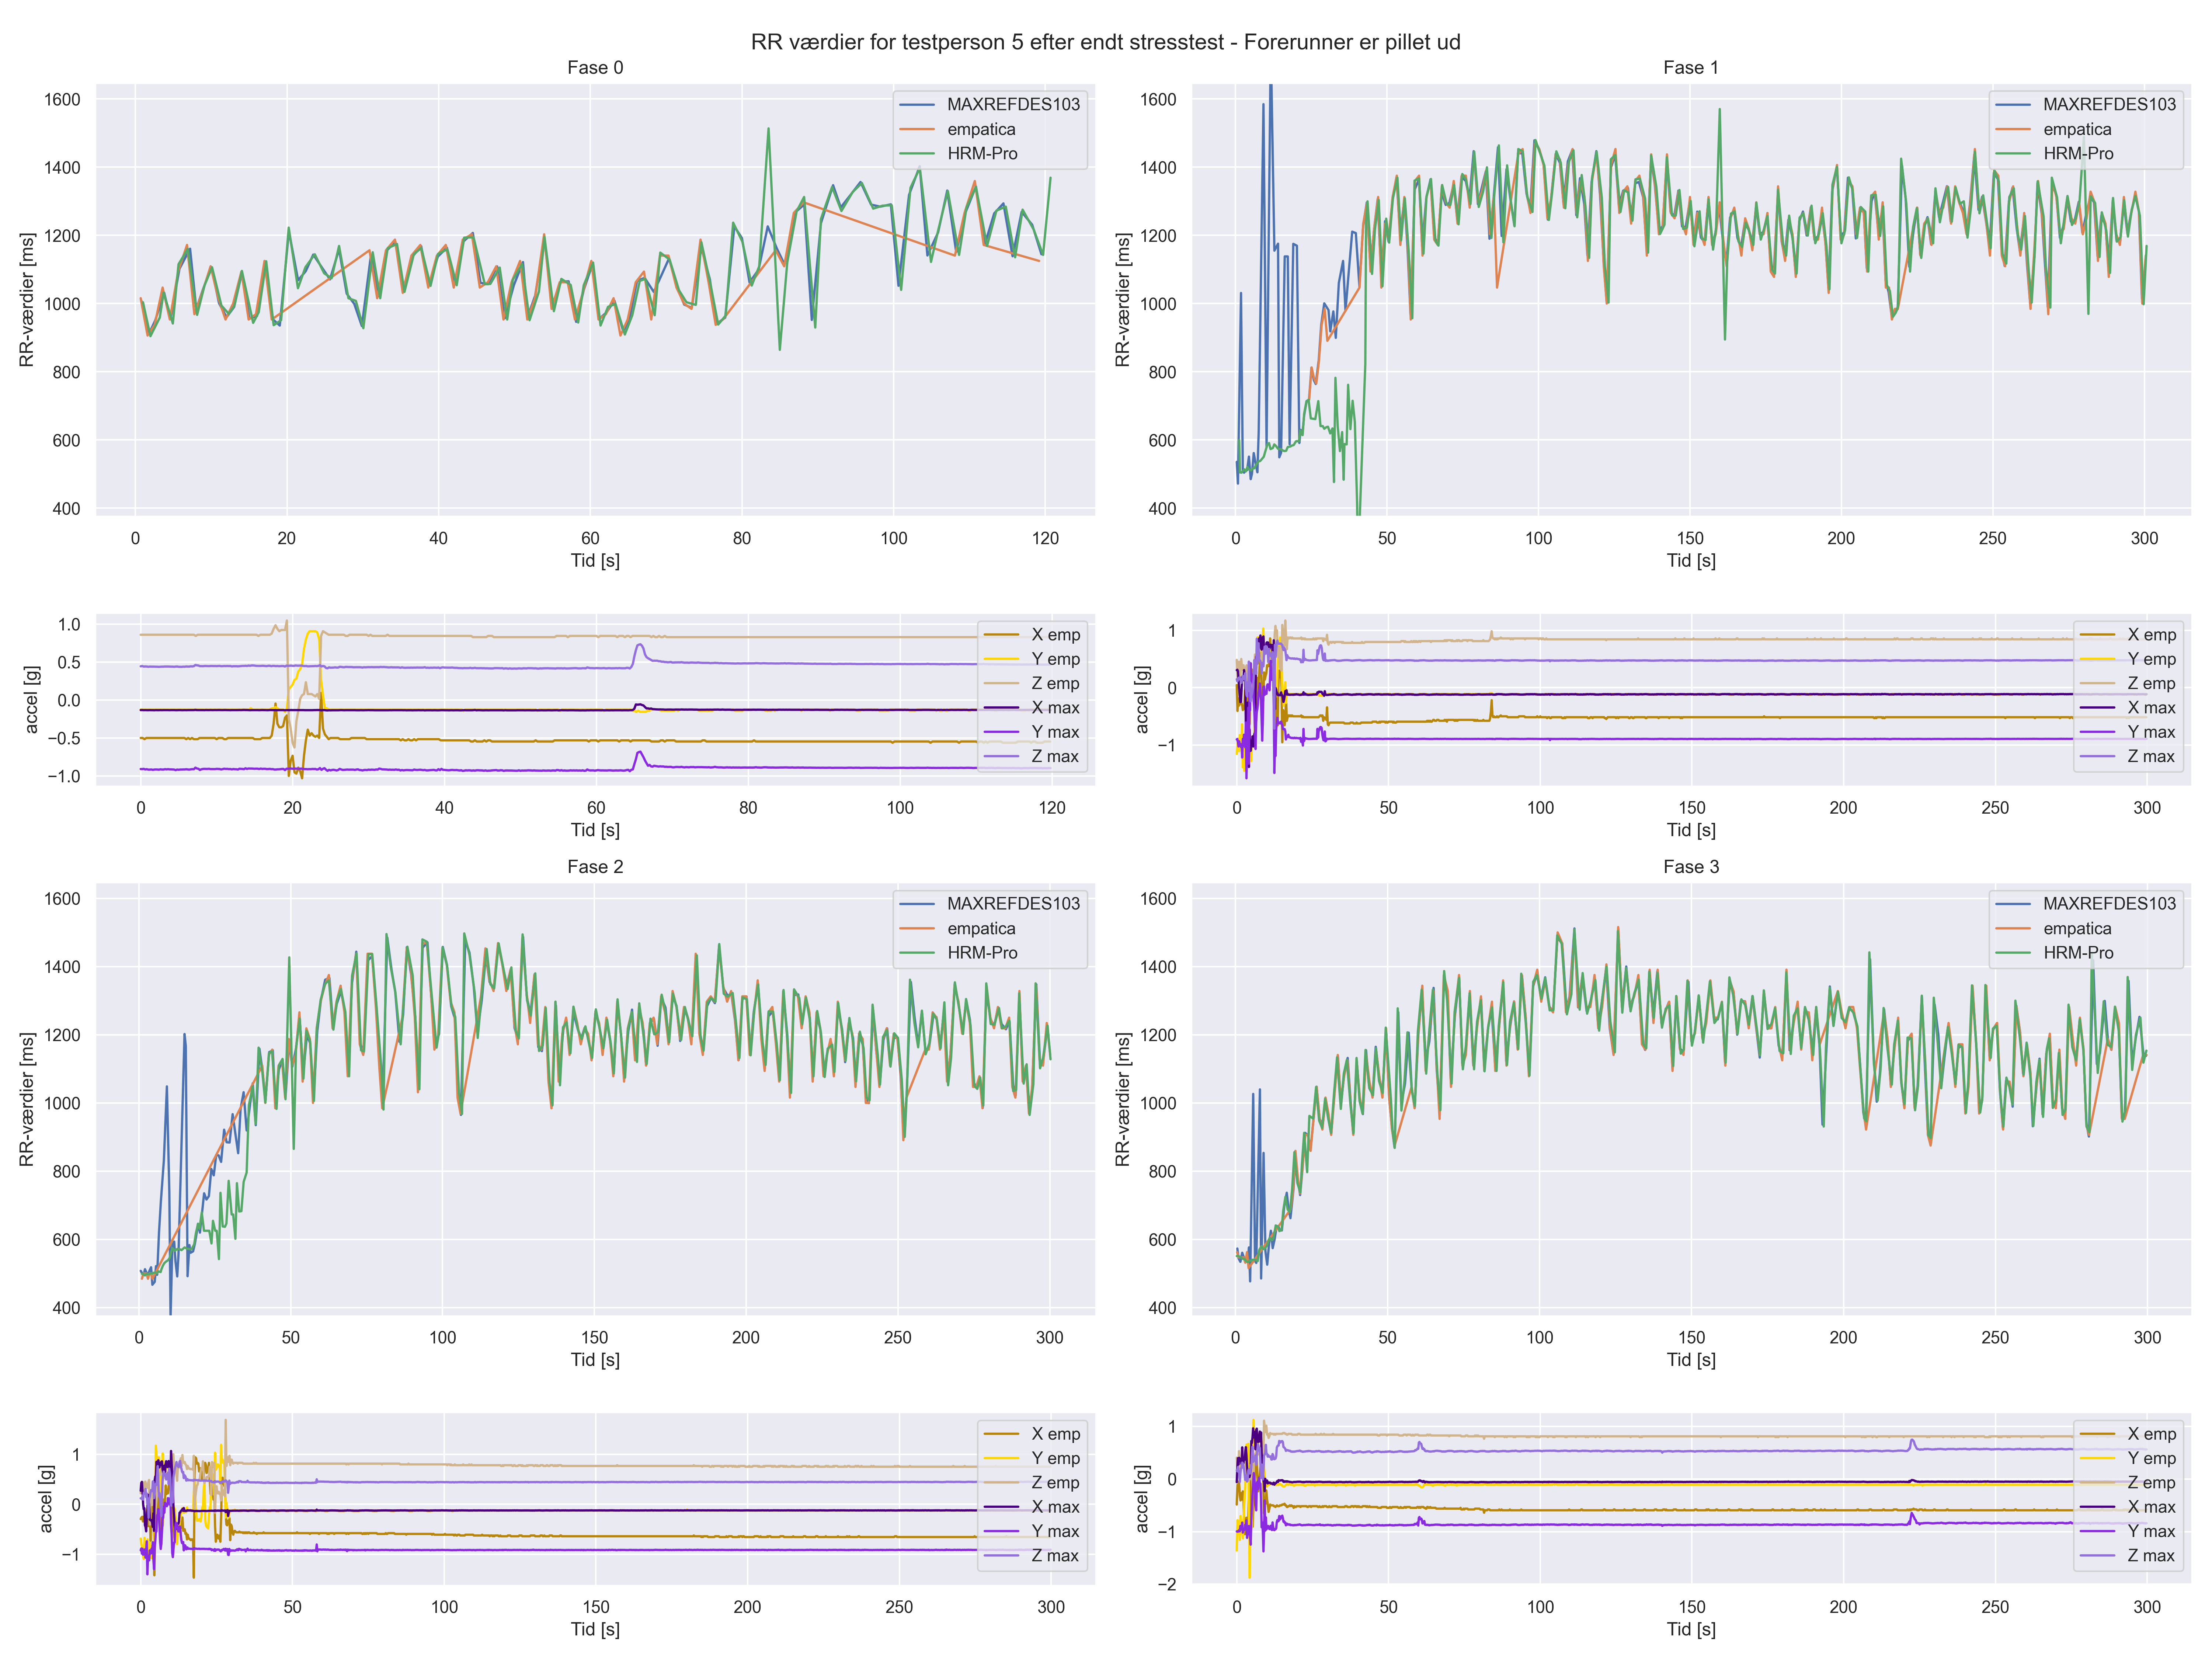 RR værdier for testperson 5 efter endt stresstest - Forerunner er pillet ud
Fase 0
RR-værdier [ms]
1600
1400
1200
1000
800
600
400
MAXREFDES103
empatica
HRM-Pro
0 20 40 60 80 100 120
Tid [s]
Fase 1
RR-værdier [ms]
1600
1400
1200
1000
800
600
400
MAXREFDES103
empatica
HRM-Pro
0 50 100 150 200 250 300
Tid [s]
accel [g]
1.0
0.5
0.0
−0.5
−1.0
X emp
Y emp
Z emp
X max
Y max
Z max
0 20 40 60 80 100 120
Tid [s]
accel [g]
1
0
−1
X emp
Y emp
Z emp
X max
Y max
Z max
0 50 100 150 200 250 300
Tid [s]
Fase 2
RR-værdier [ms]
1600
1400
1200
1000
800
600
400
MAXREFDES103
empatica
HRM-Pro
0 50 100 150 200 250 300
Tid [s]
Fase 3
RR-værdier [ms]
1600
1400
1200
1000
800
600
400
MAXREFDES103
empatica
HRM-Pro
0 50 100 150 200 250 300
Tid [s]
accel [g]
1
0
−1
X emp
Y emp
Z emp
X max
Y max
Z max
0 50 100 150 200 250 300
Tid [s]
accel [g]
1
0
−1
−2
X emp
Y emp
Z emp
X max
Y max
Z max
0 50 100 150 200 250 300
Tid [s]